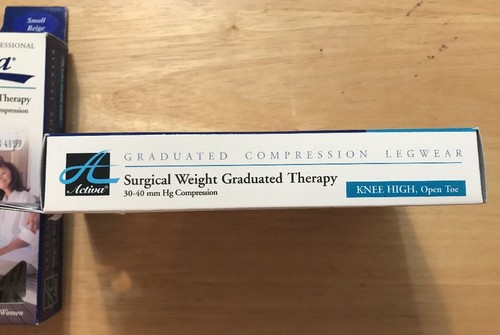 Small
Beige
GRADUATED COMPRESSION LEGWEAR
Activa®
Surgical Weight Graduated Therapy
30-40 mm Hg Compression
KNEE HIGH, Open Toe
Therapy
Women